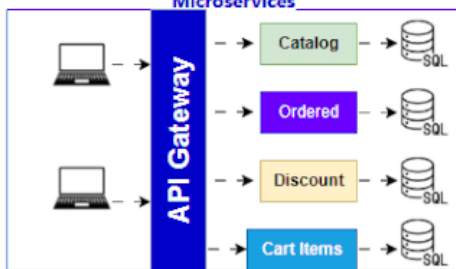 Microservices
API Gateway
Catalog
SQL
Ordered
SQL
Discount
SQL
Cart Items
SQL